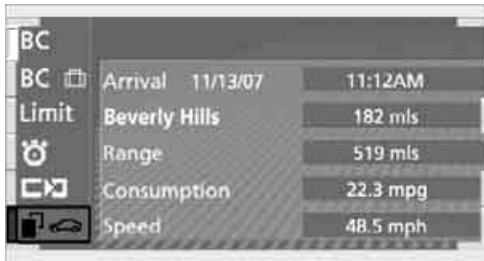 BC
BC
Arrival 11/13/07 11:12AM
Limit
Beverly Hills 182 mls
Range 519 mls
Consumption 22.3 mpg
Speed 48.5 mph